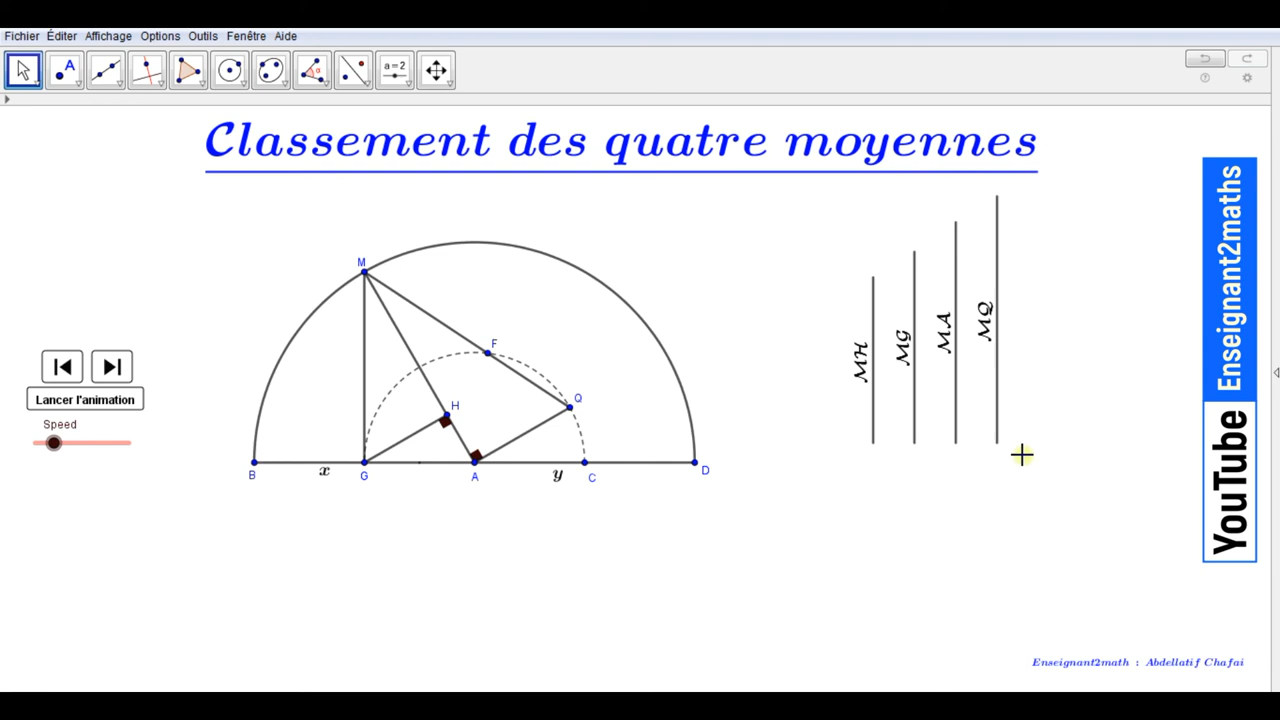 Fichier Éditer Affichage Options Outils Fenêtre Aide
A
a = 2
Classement des quatre moyennes
M
F
H
Q
B
x
G
A
y
C
D
MH
MG
MA
MQ
Lancer l'animation
Speed
YouTube Enseignant2maths
Enseignant2math : Abdellatif Chafai